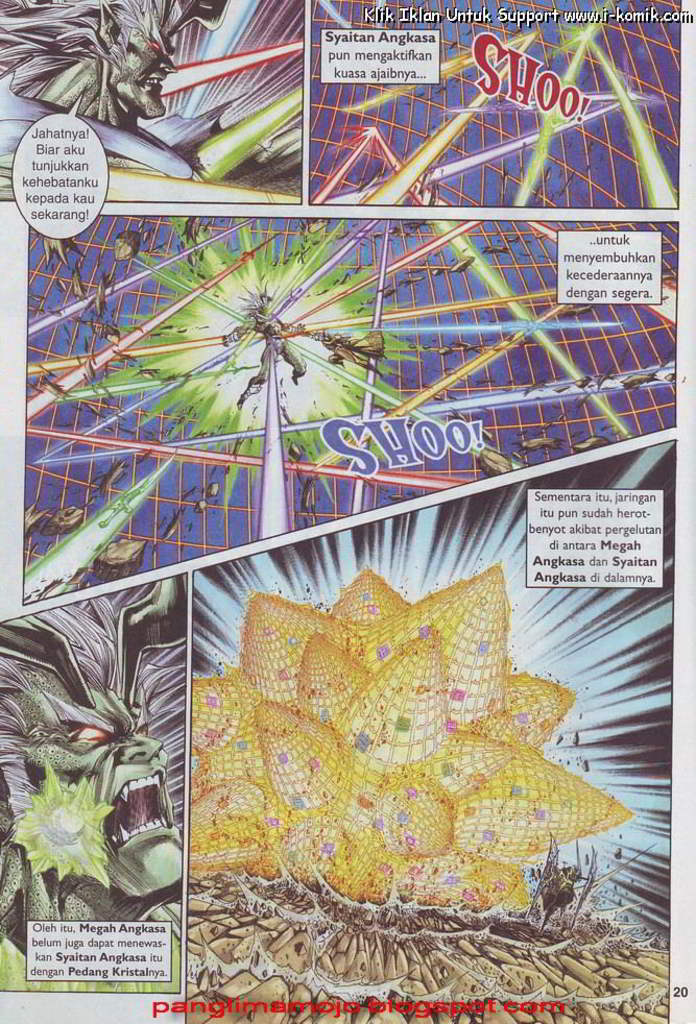 Klik Iklan Untuk Support www.i-komik.com
Jahatnya!
Biar aku
tunjukkan
kehebatanku
kepada kau
sekarang!
Syaitan Angkasa
pun mengaktifkan
kuasa ajaibnya...
SHOO!
..untuk
menyembuhkan
kecederaannya
dengan segera.
SHOO!
Sementara itu, jaringan
itu pun sudah herot-
benyot akibat pergelutan
di antara Megah
Angkasa dan Syaitan
Angkasa di dalamnya.
Oleh itu, Megah Angkasa
belum juga dapat menewas-
kan Syaitan Angkasa itu
dengan Pedang Kristalnya.
20
panglimamojo.blogspot.com